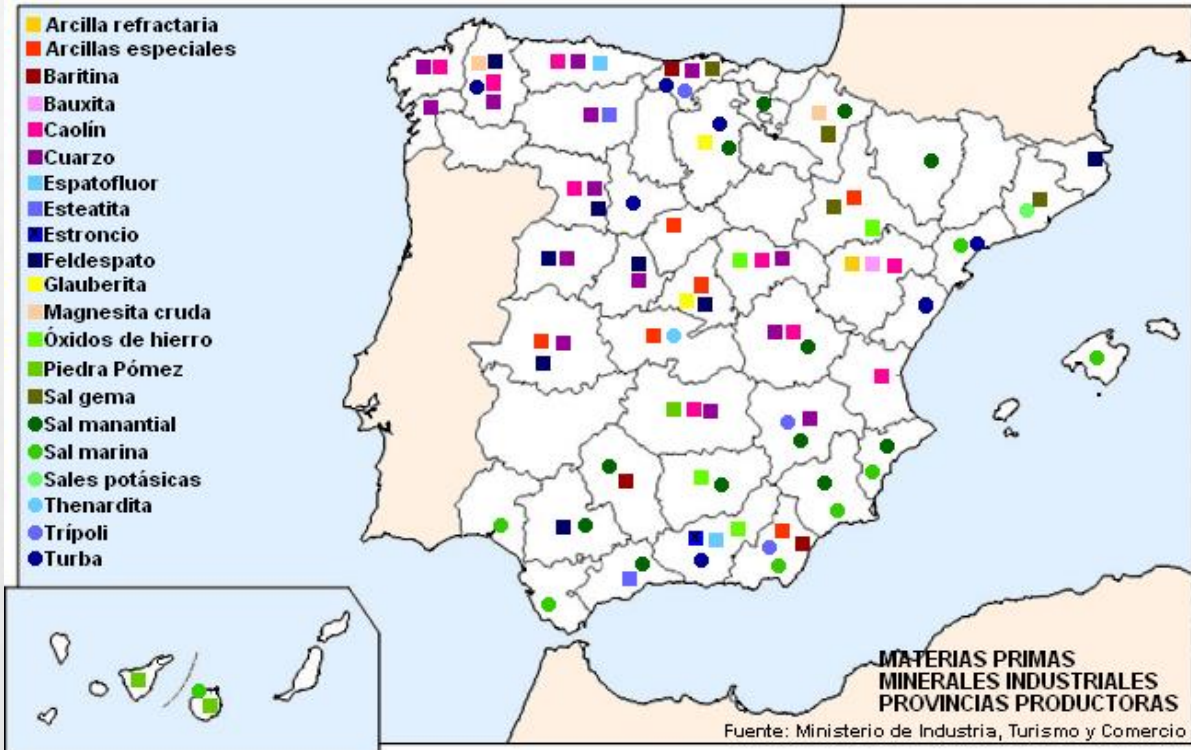 Arcilla refractaria
Arcillas especiales
Baritina
Bauxita
Caolín
Cuarzo
Espatofluor
Esteatita
Estroncio
Feldespato
Glauberita
Magnesita cruda
Óxidos de hierro
Piedra Pómez
Sal gema
Sal manantial
Sal marina
Sales potásicas
Thenardita
Trípoli
Turba
MATERIAS PRIMAS
MINERALES INDUSTRIALES
PROVINCIAS PRODUCTORAS
Fuente: Ministerio de Industria, Turismo y Comercio